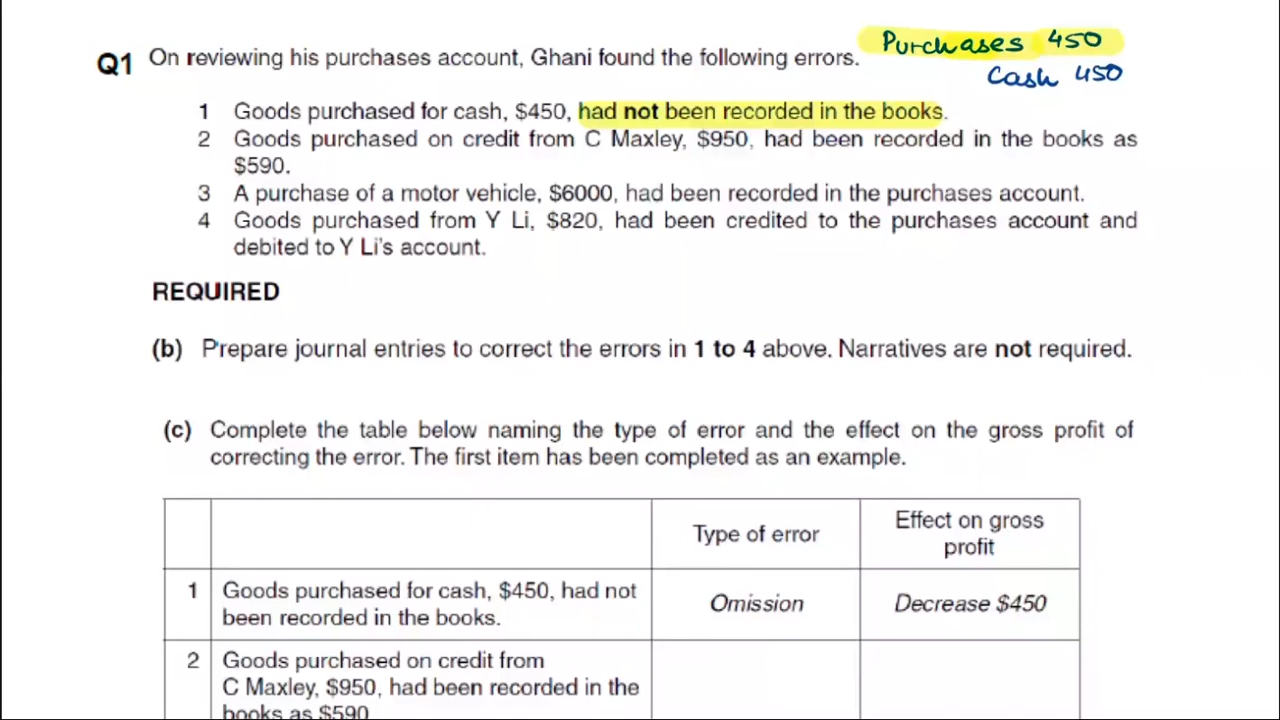 Purchases 450
Q1 On reviewing his purchases account, Ghani found the following errors.
Cash 450
1 Goods purchased for cash, $450, had not been recorded in the books.
2 Goods purchased on credit from C Maxley, $950, had been recorded in the books as
$590.
3 A purchase of a motor vehicle, $6000, had been recorded in the purchases account.
4 Goods purchased from Y Li, $820, had been credited to the purchases account and
debited to Y Li's account.
REQUIRED
(b) Prepare journal entries to correct the errors in 1 to 4 above. Narratives are not required.
(c) Complete the table below naming the type of error and the effect on the gross profit of
correcting the error. The first item has been completed as an example.
Type of error
Effect on gross
profit
1 Goods purchased for cash, $450, had not
been recorded in the books.
Omission
Decrease $450
2 Goods purchased on credit from
C Maxley, $950, had been recorded in the
books as $590